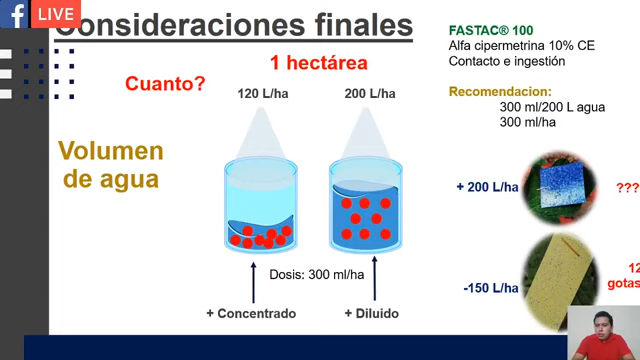 f LIVE
Consideraciones finales
1 hectárea
Cuanto?
120 L/ha
200 L/ha
Volumen
de agua
Dosis: 300 ml/ha
+ Concentrado
+ Diluido
FASTAC® 100
Alfa cipermetrina 10% CE
Contacto e ingestión
Recomendacion:
300 ml/200 L agua
300 ml/ha
+ 200 L/ha
???
-150 L/ha
12
gotas